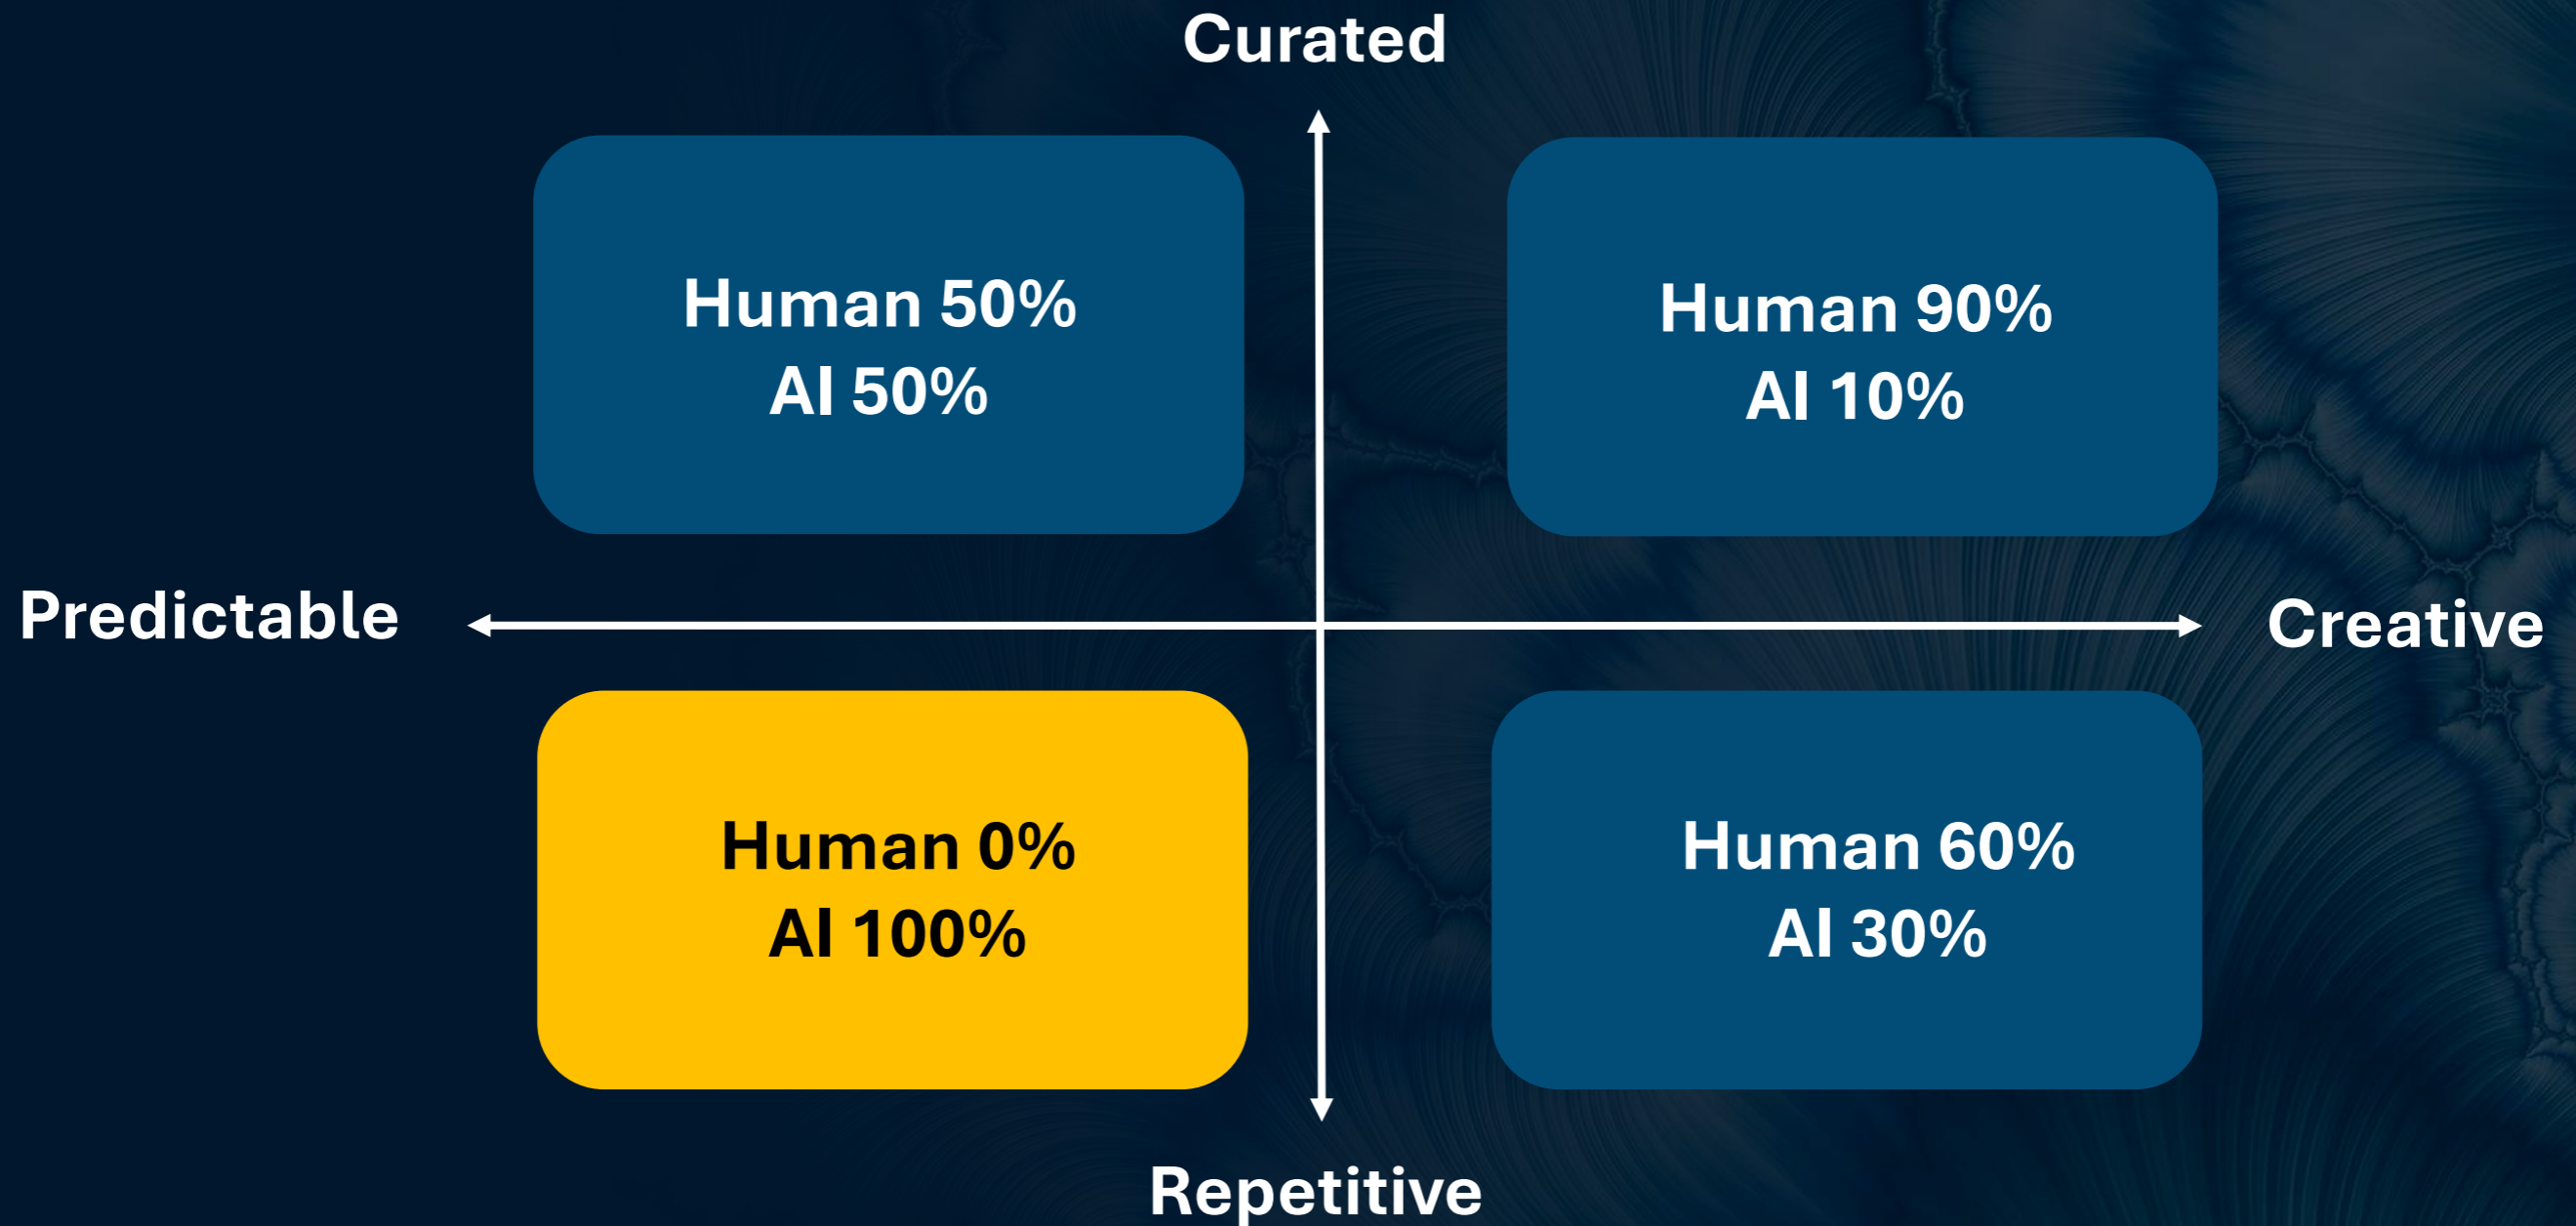 Curated
Human 50%
AI 50%
Human 90%
AI 10%
Predictable
Creative
Human 0%
AI 100%
Human 60%
AI 30%
Repetitive